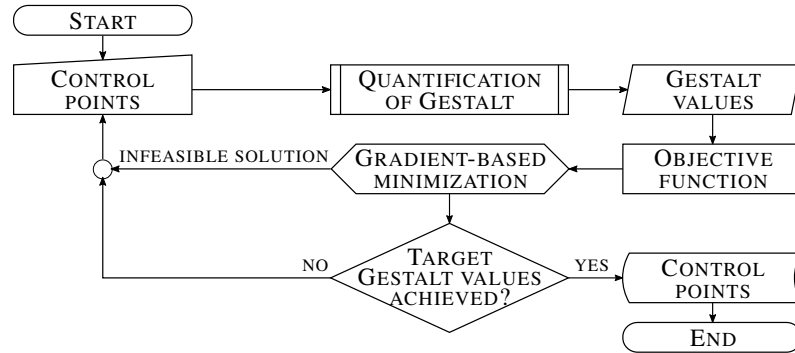 START
CONTROL
POINTS
QUANTIFICATION
OF GESTALT
GESTALT
VALUES
INFEASIBLE SOLUTION
GRADIENT-BASED
MINIMIZATION
OBJECTIVE
FUNCTION
NO
TARGET
GESTALT VALUES
ACHIEVED?
YES
CONTROL
POINTS
END